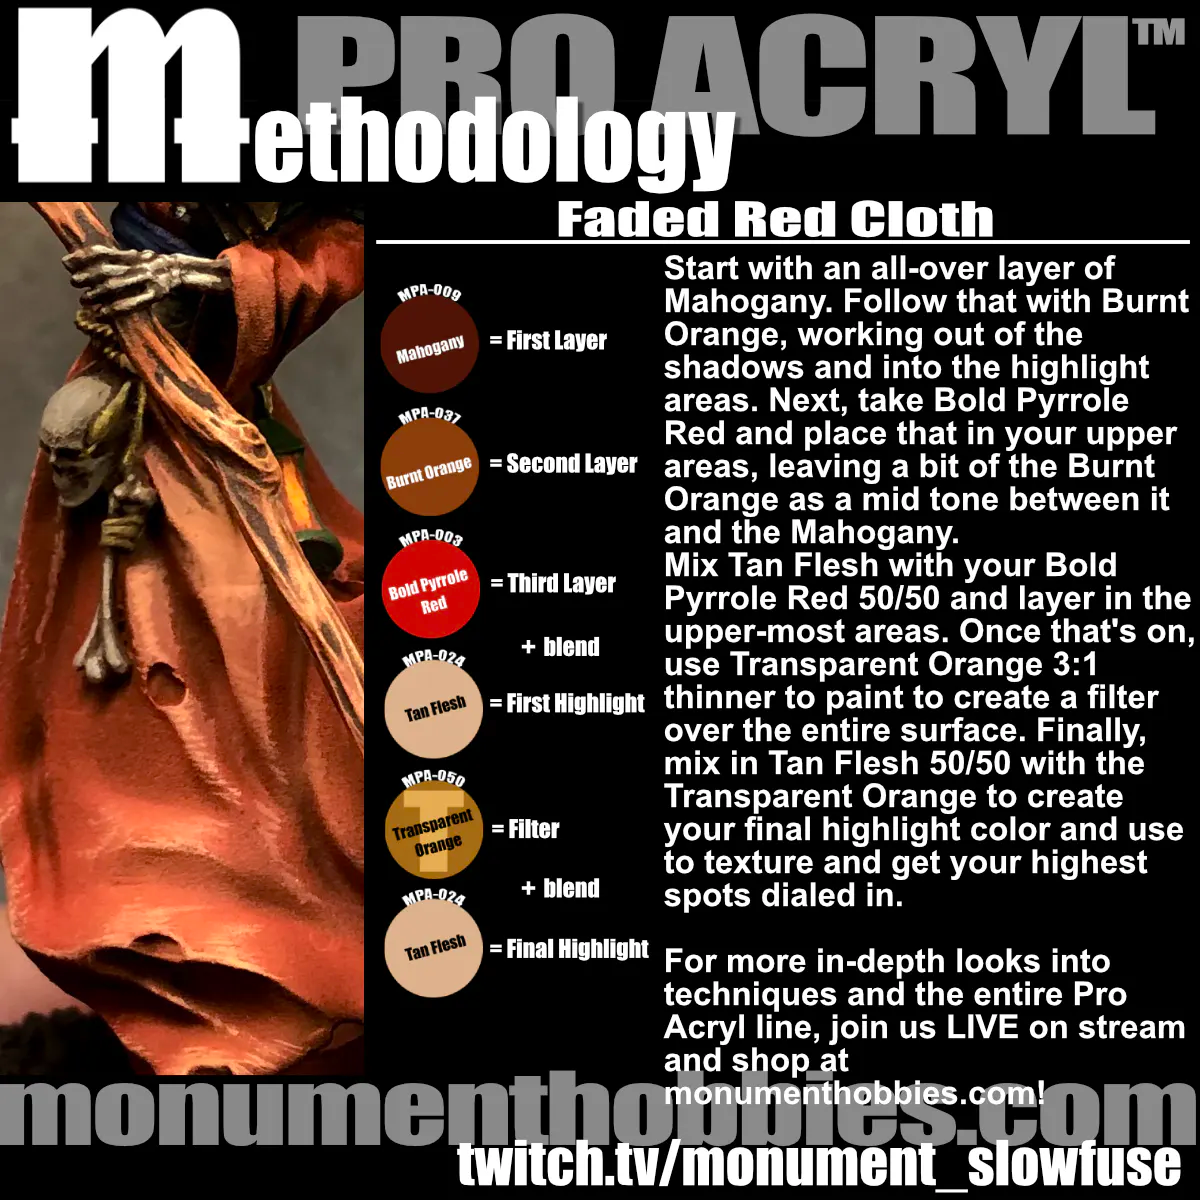 PRO ACRYL™
Methodology
Faded Red Cloth
MPA-009
Mahogany
= First Layer
MPA-037
Burnt Orange
= Second Layer
MPA-003
Bold Pyrrole
Red
= Third Layer
+ blend
MPA-024
Tan Flesh
= First Highlight
MPA-050
T
Transparent
Orange
= Filter
+ blend
MPA-024
Tan Flesh
= Final Highlight
Start with an all-over layer of
Mahogany. Follow that with Burnt
Orange, working out of the
shadows and into the highlight
areas. Next, take Bold Pyrrole
Red and place that in your upper
areas, leaving a bit of the Burnt
Orange as a mid tone between it
and the Mahogany.
Mix Tan Flesh with your Bold
Pyrrole Red 50/50 and layer in the
upper-most areas. Once that's on,
use Transparent Orange 3:1
thinner to paint to create a filter
over the entire surface. Finally,
mix in Tan Flesh 50/50 with the
Transparent Orange to create
your final highlight color and use
to texture and get your highest
spots dialed in.
For more in-depth looks into
techniques and the entire Pro
Acryl line, join us LIVE on stream
and shop at
monumenthobbies.com!
monumenthobbies.com
twitch.tv/monument_slowfuse